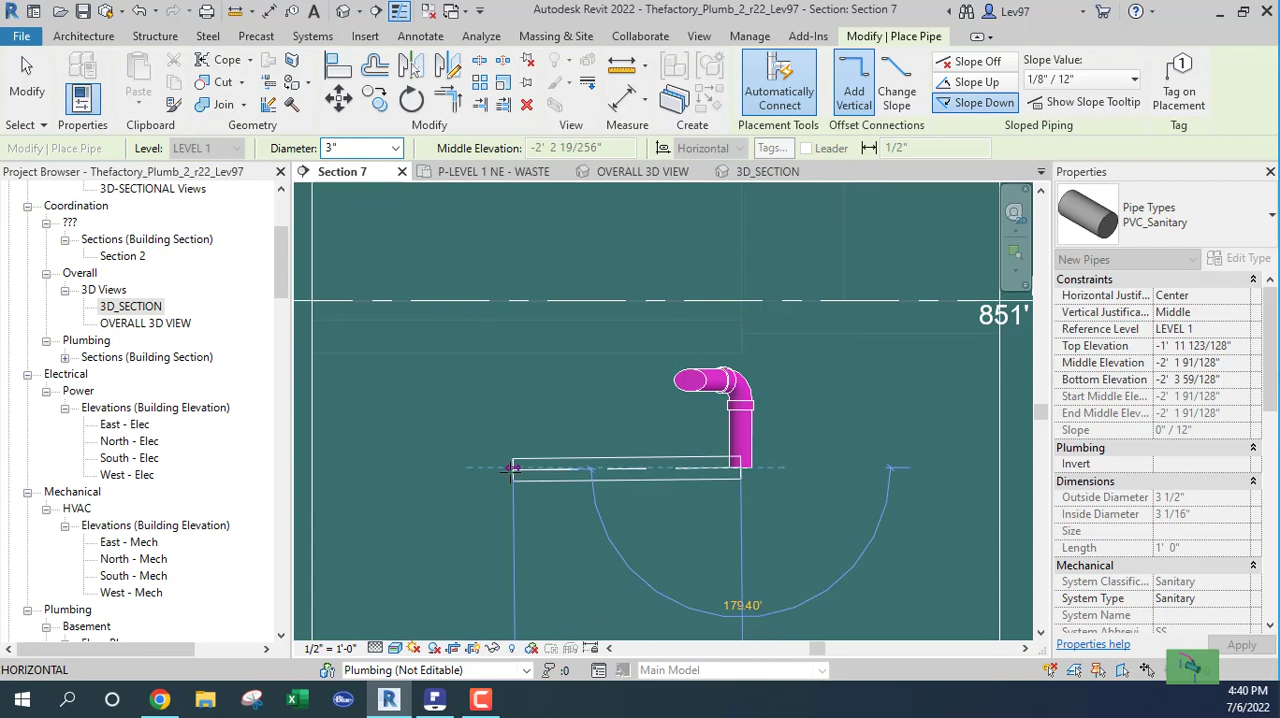 Autodesk Revit 2022 - Thefactory_Plumb_2_r22_Lev97 - Section: Section 7
Lev97
File Architecture Structure Steel Precast Systems Insert Annotate Analyze Massing & Site Collaborate View Manage Add-Ins Modify | Place Pipe
Modify
Paste
Cope
Cut
Join
Automatically Connect
Add Vertical
Change Slope
Slope Off
Slope Up
Slope Down
Slope Value:
1/8" / 12"
Show Slope Tooltip
Tag on Placement
Select Properties Clipboard Geometry Modify View Measure Create Placement Tools Offset Connections Sloped Piping Tag
Modify | Place Pipe Level: LEVEL 1 Diameter: 3" Middle Elevation: -2' 2 19/256" Horizontal Tags... Leader 1/2"
Project Browser - Thefactory_Plumb_2_r22_Lev97
Section 7 P-LEVEL 1 NE - WASTE OVERALL 3D VIEW 3D_SECTION
3D-SECTIONAL Views
Coordination
???
Sections (Building Section)
Section 2
Overall
3D Views
3D_SECTION
OVERALL 3D VIEW
Plumbing
Sections (Building Section)
Electrical
Power
Elevations (Building Elevation)
East - Elec
North - Elec
South - Elec
West - Elec
Mechanical
HVAC
Elevations (Building Elevation)
East - Mech
North - Mech
South - Mech
West - Mech
Plumbing
Basement
851'
179.40°
Properties
Pipe Types
PVC_Sanitary
New Pipes Edit Type
Constraints
Horizontal Justif... Center
Vertical Justifica... Middle
Reference Level LEVEL 1
Top Elevation -1' 11 123/128"
Middle Elevation -2' 1 91/128"
Bottom Elevation -2' 3 59/128"
Start Middle Elev...
End Middle Elev...
Slope 0" / 12"
Plumbing
Invert
Dimensions
Outside Diameter 3 1/2"
Inside Diameter 3 1/16"
Size
Length 1' 0"
Mechanical
System Classific... Sanitary
System Type Sanitary
System Name
System Abbrevia... SS
Properties help Apply
1/2" = 1'-0"
HORIZONTAL
Plumbing (Not Editable) :0 Main Model
Blue
4:40 PM
7/6/2022